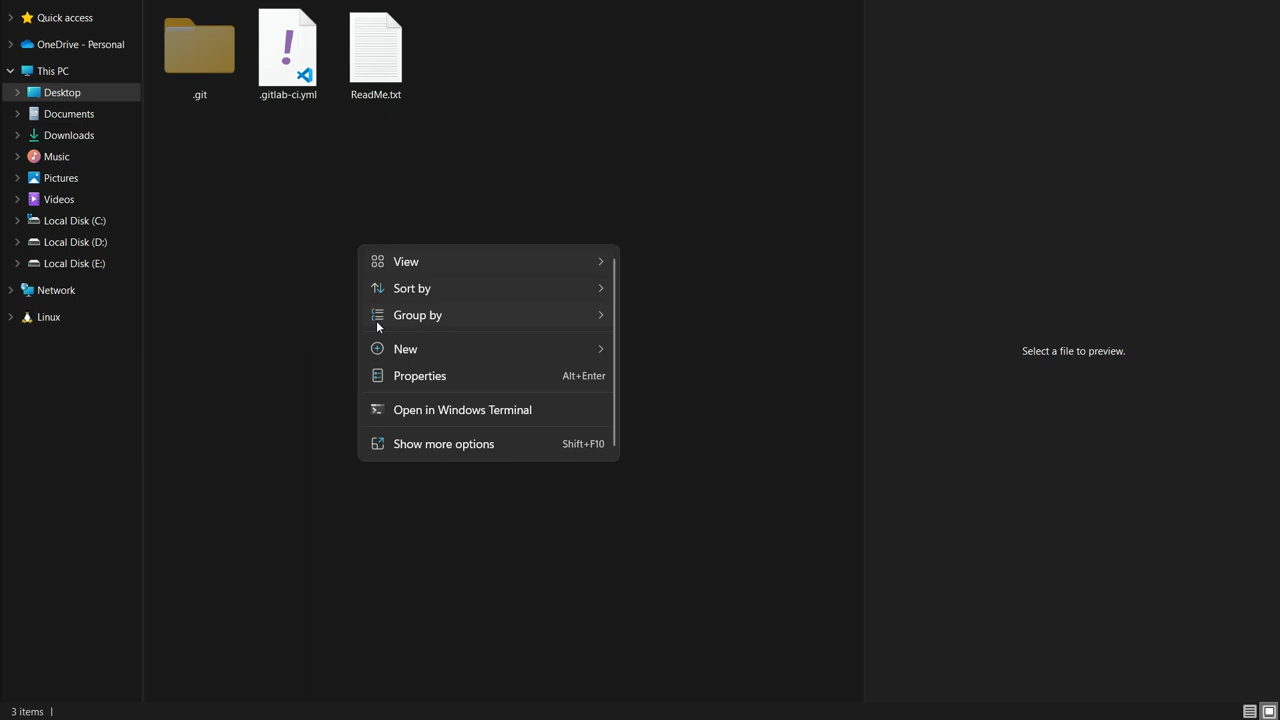 Quick access
OneDrive - Personal
This PC
Desktop
Documents
Downloads
Music
Pictures
Videos
Local Disk (C:)
Local Disk (D:)
Local Disk (E:)
Network
Linux
.git
.gitlab-ci.yml
ReadMe.txt
View
Sort by
Group by
New
Properties Alt+Enter
Open in Windows Terminal
Show more options Shift+F10
Select a file to preview.
3 items